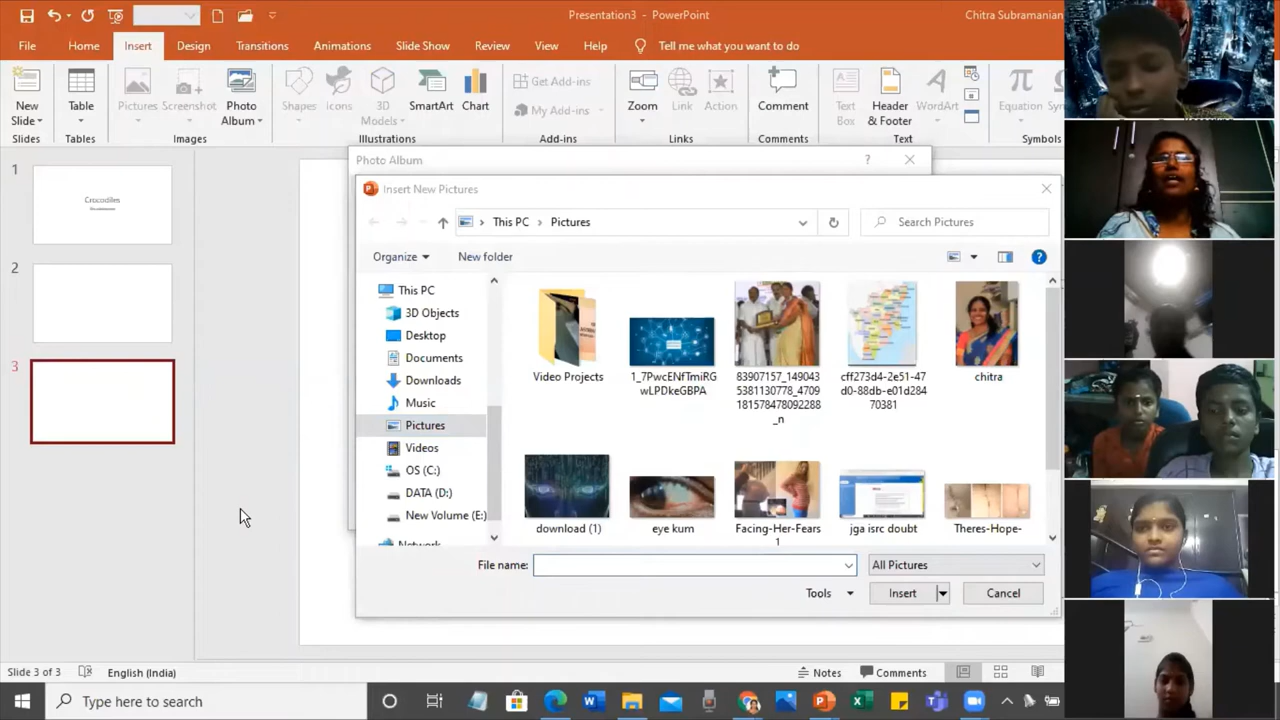 Presentation3 - PowerPoint
Chitra Subramanian
File Home Insert Design Transitions Animations Slide Show Review View Help Tell me what you want to do
New Slide
Table
Pictures
Screenshot
Photo Album
Shapes
Icons
3D Models
SmartArt
Chart
Get Add-ins
My Add-ins
Zoom
Link
Action
Comment
Text Box
Header & Footer
WordArt
Equation
Slides Tables Images Illustrations Add-ins Links Comments Text Symbols
1
Crocodiles
2
3
Photo Album
?
Insert New Pictures
This PC > Pictures
Search Pictures
Organize
New folder
This PC
3D Objects
Desktop
Documents
Downloads
Music
Pictures
Videos
OS (C:)
DATA (D:)
New Volume (E:)
Network
Video Projects
1_7PwcENfTmiRG
wLPDkeGBPA
83907157_149043
5381130778_4709
181578478092288
_n
cff273d4-2e51-47
d0-88db-e01d284
70381
chitra
download (1)
eye kum
Facing-Her-Fears
1
jga isrc doubt
Theres-Hope-
File name:
All Pictures
Tools
Insert
Cancel
Slide 3 of 3
English (India)
Notes
Comments
Type here to search